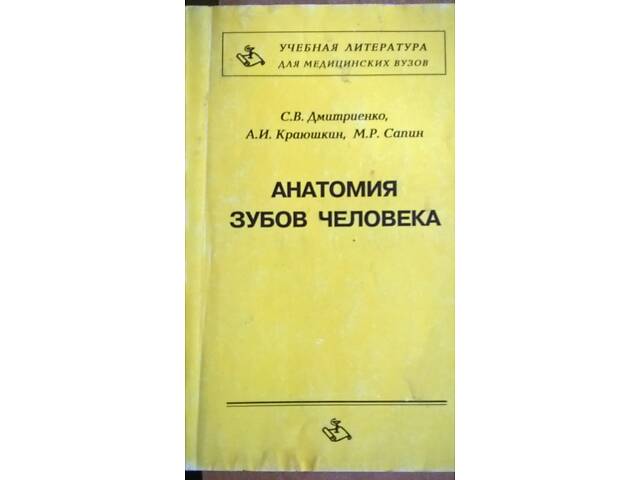 УЧЕБНАЯ ЛИТЕРАТУРА
ДЛЯ МЕДИЦИНСКИХ ВУЗОВ
С.В. Дмитриенко,
А.И. Краюшкин, М.Р. Сапин
АНАТОМИЯ
ЗУБОВ ЧЕЛОВЕКА